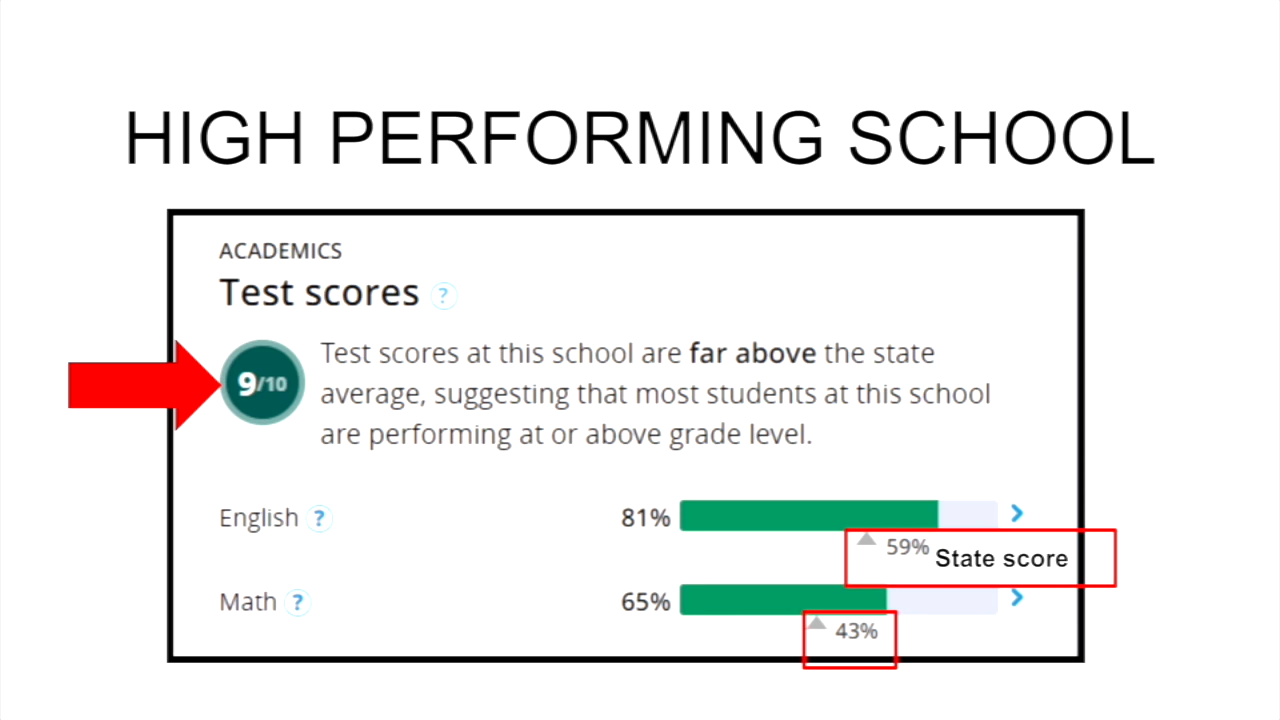 HIGH PERFORMING SCHOOL
ACADEMICS
Test scores ?
9/10
Test scores at this school are far above the state
average, suggesting that most students at this school
are performing at or above grade level.
English ? 81%
59% State score
Math ? 65%
43%